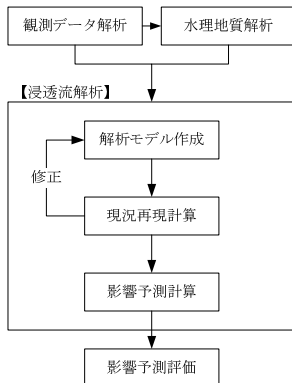 観測データ解析
水理地質解析
【浸透流解析】
解析モデル作成
修正
現況再現計算
影響予測計算
影響予測評価